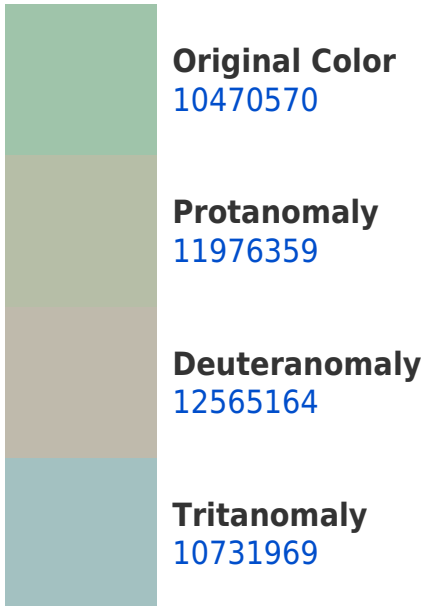 Original Color
10470570
Protanomaly
11976359
Deuteranomaly
12565164
Tritanomaly
10731969